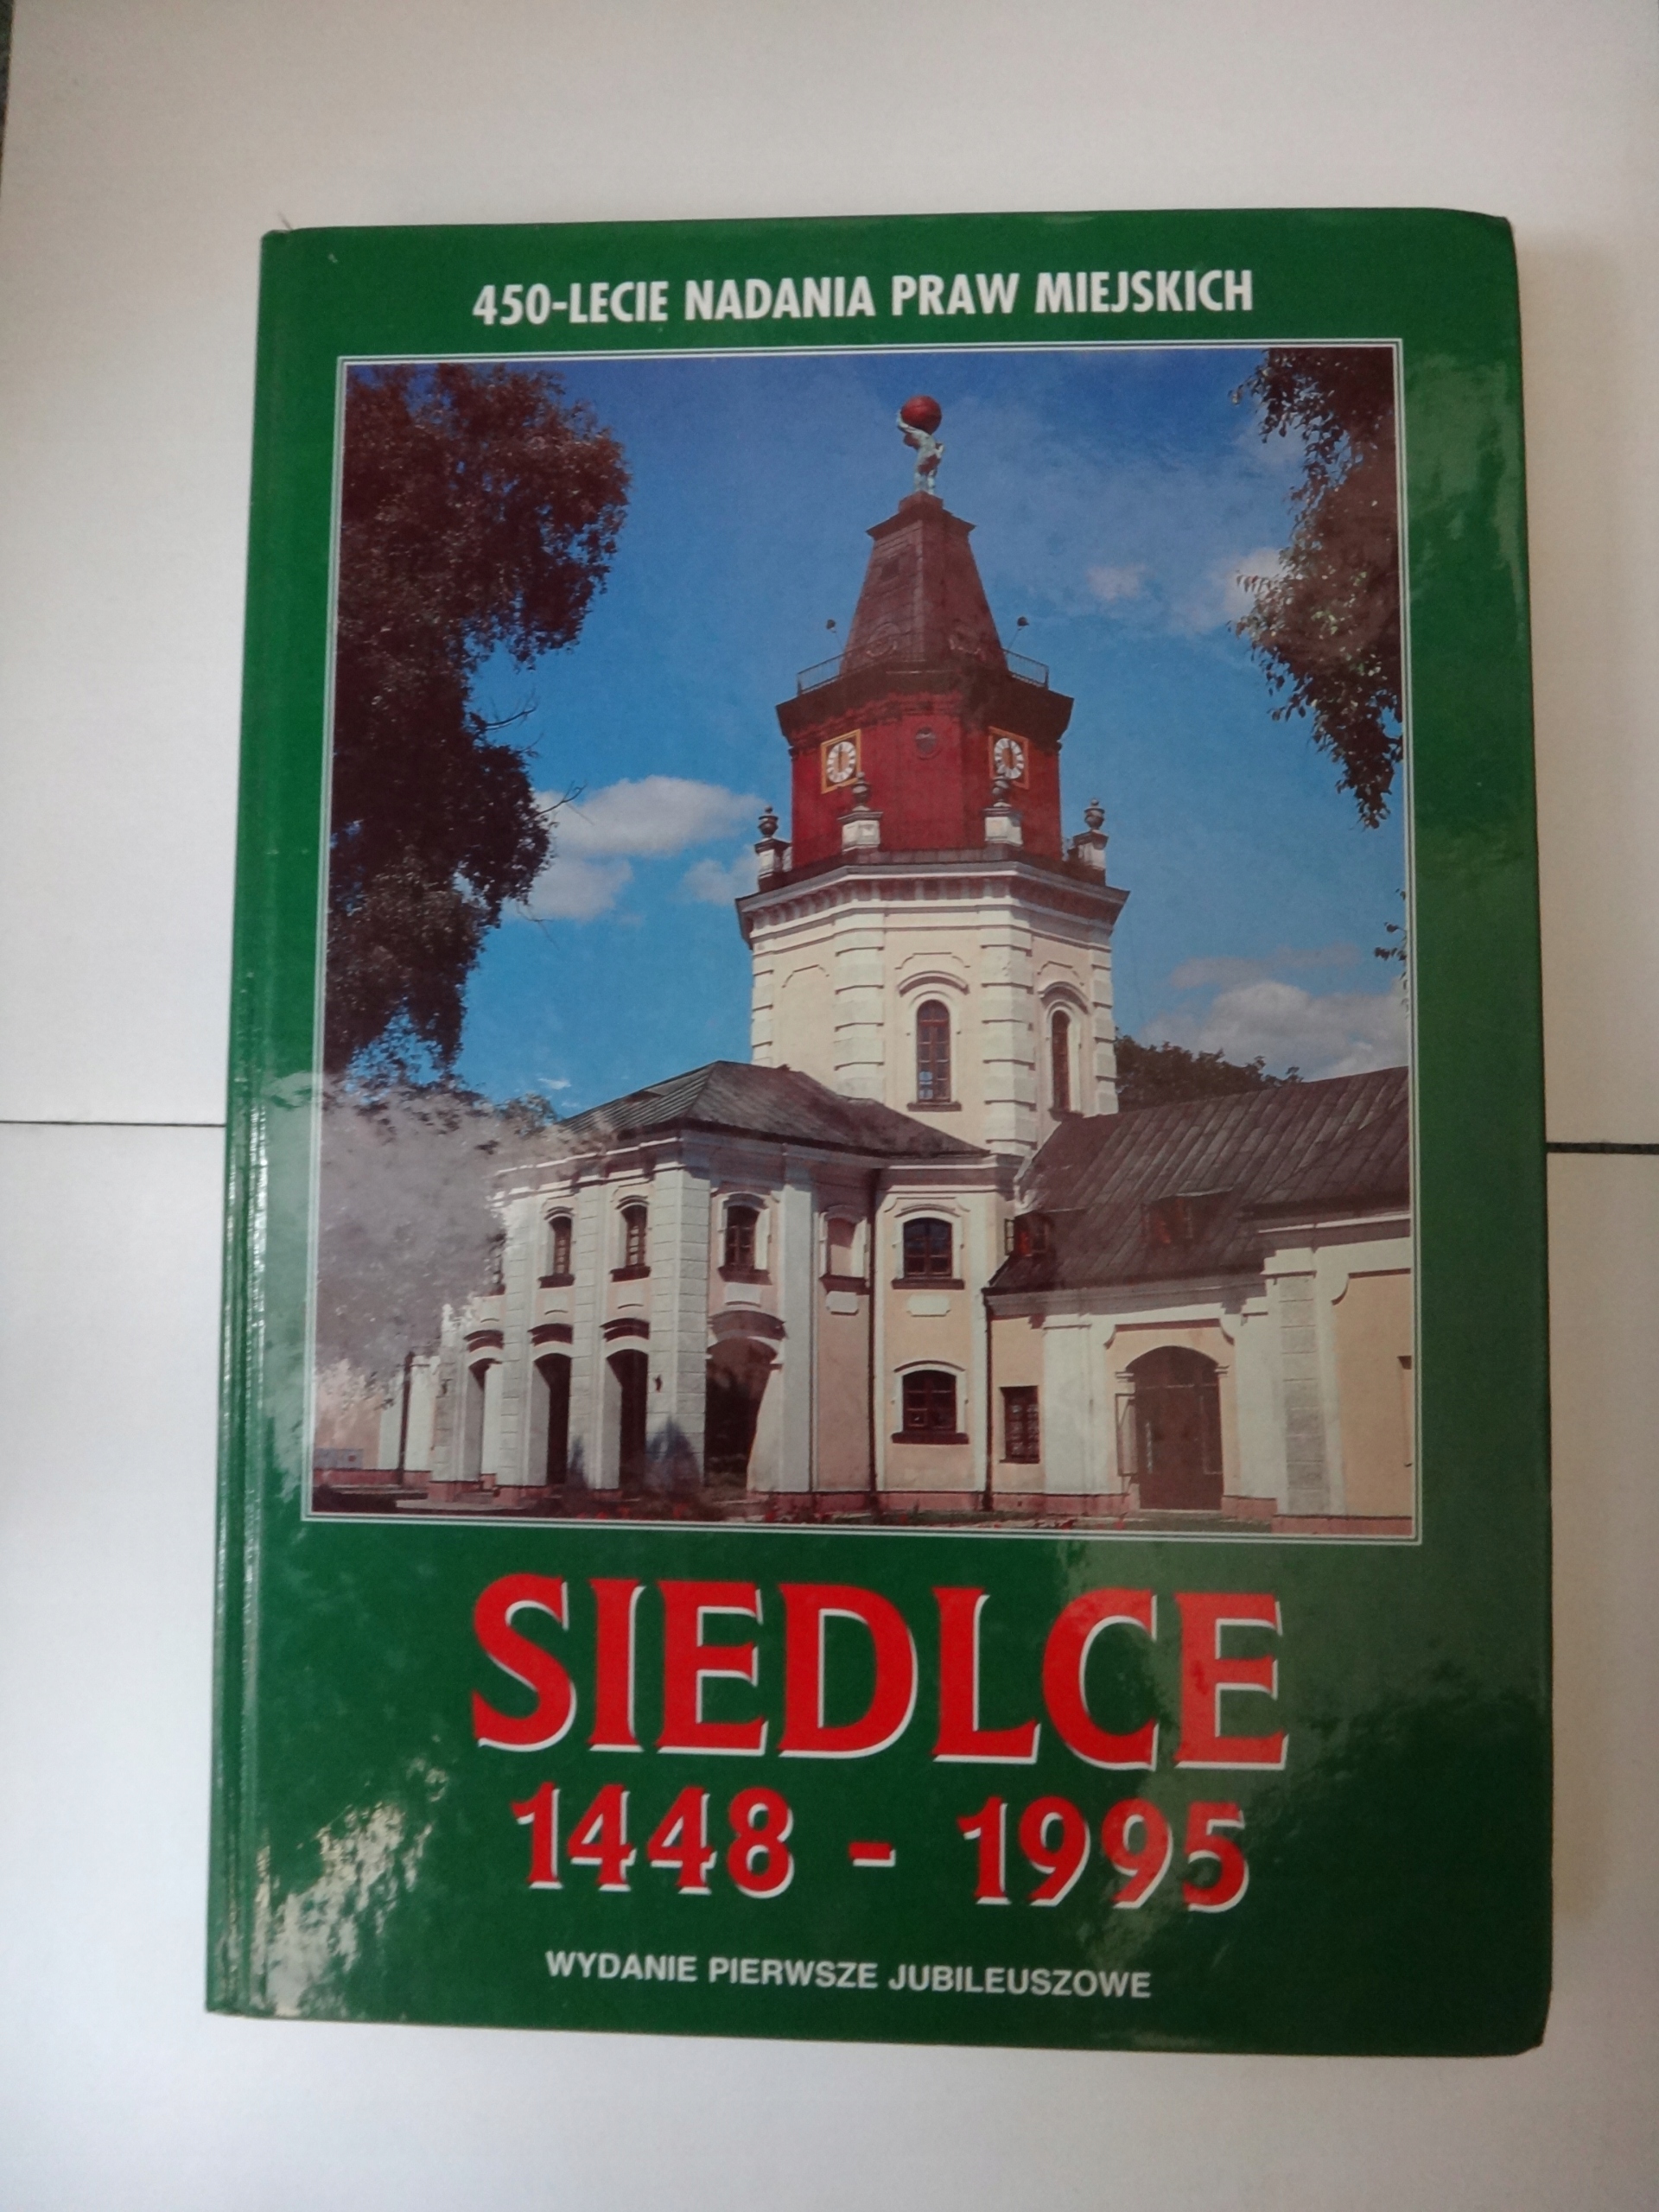 450-LECIE NADANIA PRAW MIEJSKICH
SIEDLCE
1448 - 1995
WYDANIE PIERWSZE JUBILEUSZOWE